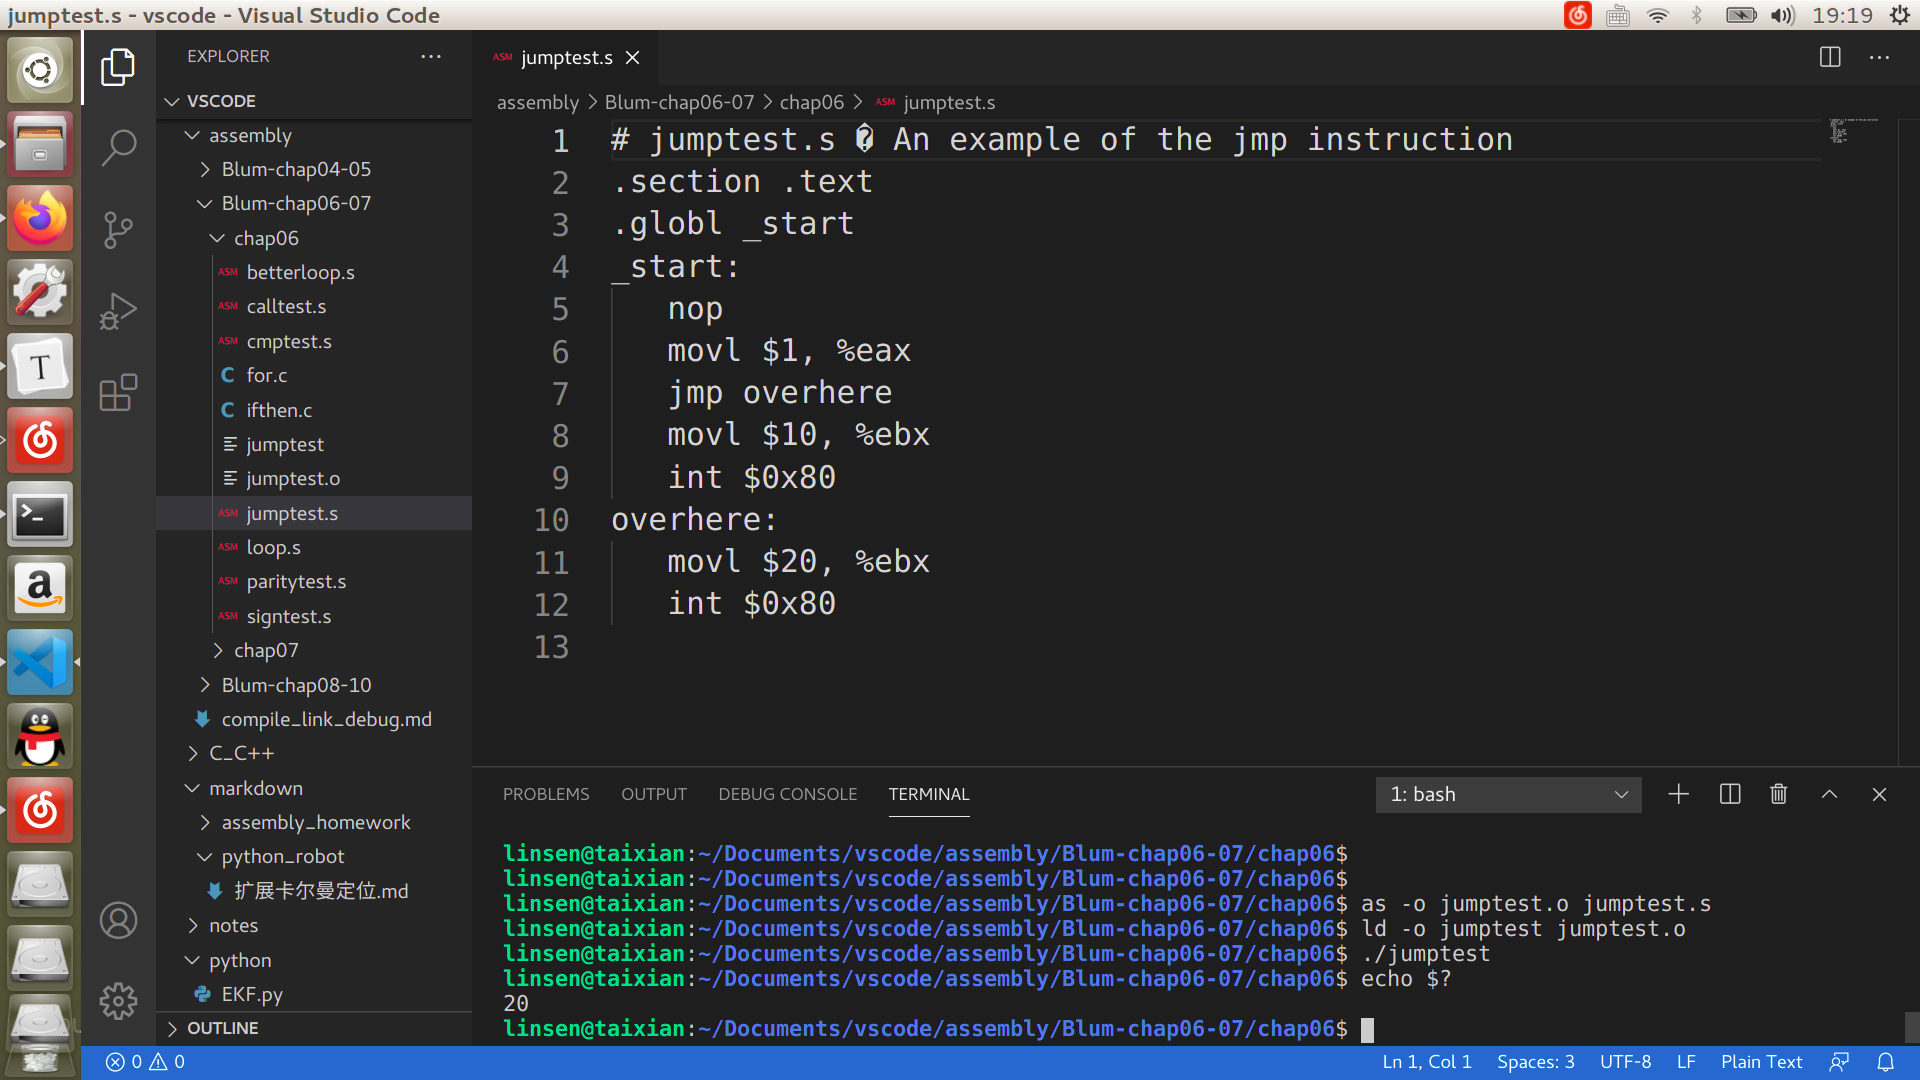 jumptest.s - vscode - Visual Studio Code
19:19
EXPLORER
VSCODE
assembly
Blum-chap04-05
Blum-chap06-07
chap06
ASM betterloop.s
ASM calltest.s
ASM cmptest.s
C for.c
C ifthen.c
jumptest
jumptest.o
ASM jumptest.s
ASM loop.s
ASM paritytest.s
ASM signtest.s
chap07
Blum-chap08-10
compile_link_debug.md
C_C++
markdown
assembly_homework
python_robot
扩展卡尔曼定位.md
notes
python
EKF.py
OUTLINE
ASM jumptest.s
assembly > Blum-chap06-07 > chap06 > ASM jumptest.s
1 # jumptest.s � An example of the jmp instruction
2 .section .text
3 .globl _start
4 _start:
5 nop
6 movl $1, %eax
7 jmp overhere
8 movl $10, %ebx
9 int $0x80
10 overhere:
11 movl $20, %ebx
12 int $0x80
13
PROBLEMS OUTPUT DEBUG CONSOLE TERMINAL 1: bash
linsen@taixian:~/Documents/vscode/assembly/Blum-chap06-07/chap06$
linsen@taixian:~/Documents/vscode/assembly/Blum-chap06-07/chap06$
linsen@taixian:~/Documents/vscode/assembly/Blum-chap06-07/chap06$ as -o jumptest.o jumptest.s
linsen@taixian:~/Documents/vscode/assembly/Blum-chap06-07/chap06$ ld -o jumptest jumptest.o
linsen@taixian:~/Documents/vscode/assembly/Blum-chap06-07/chap06$ ./jumptest
linsen@taixian:~/Documents/vscode/assembly/Blum-chap06-07/chap06$ echo $?
20
linsen@taixian:~/Documents/vscode/assembly/Blum-chap06-07/chap06$
0 0 Ln 1, Col 1 Spaces: 3 UTF-8 LF Plain Text
T
a